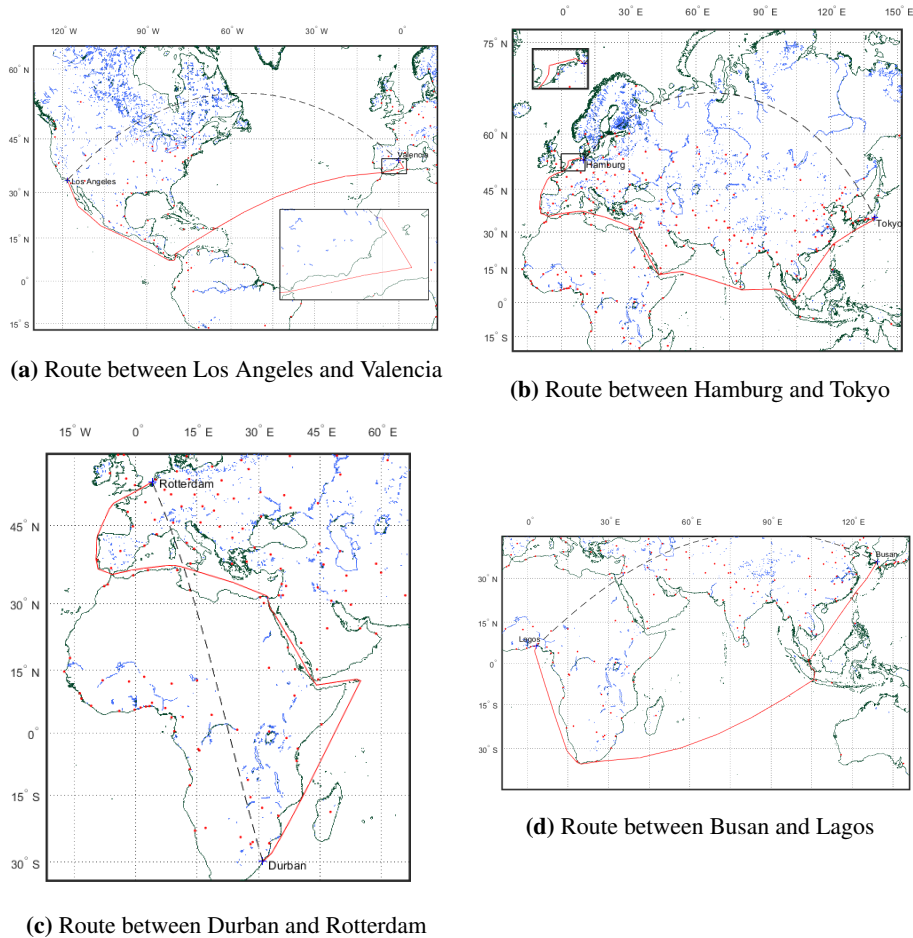 120° W 80° W 40° W 0°
60° N
45° N
30° N
15° N
0°
15° S
Los Angeles
Valencia
(a) Route between Los Angeles and Valencia
0° 30° E 60° E 90° E 120° E 150° E
75° N
60° N
45° N
30° N
15° N
0°
15° S
Hamburg
Tokyo
(b) Route between Hamburg and Tokyo
15° W 0° 15° E 30° E 45° E 60° E
45° N
30° N
15° N
0°
15° S
30° S
Rotterdam
Durban
(c) Route between Durban and Rotterdam
0° 30° E 60° E 90° E 120° E
30° N
15° N
0°
15° S
30° S
Busan
Lagos
(d) Route between Busan and Lagos